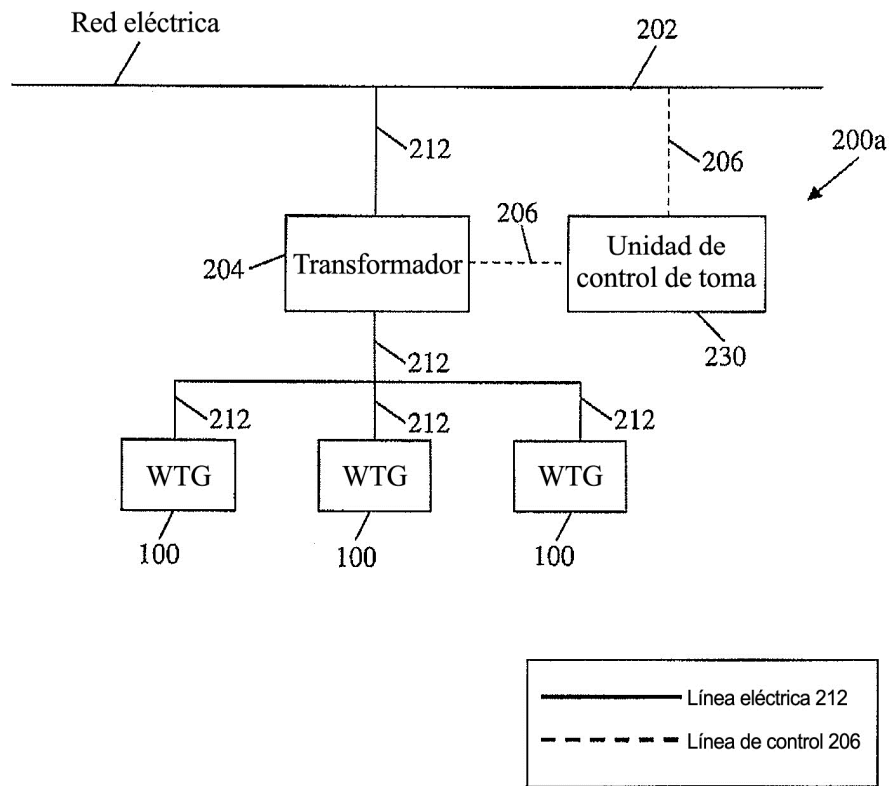 Red eléctrica
202
212
206
200a
206
204
Transformador
Unidad de
control de toma
230
212
212
212
212
WTG
WTG
WTG
100
100
100
Línea eléctrica 212
Línea de control 206